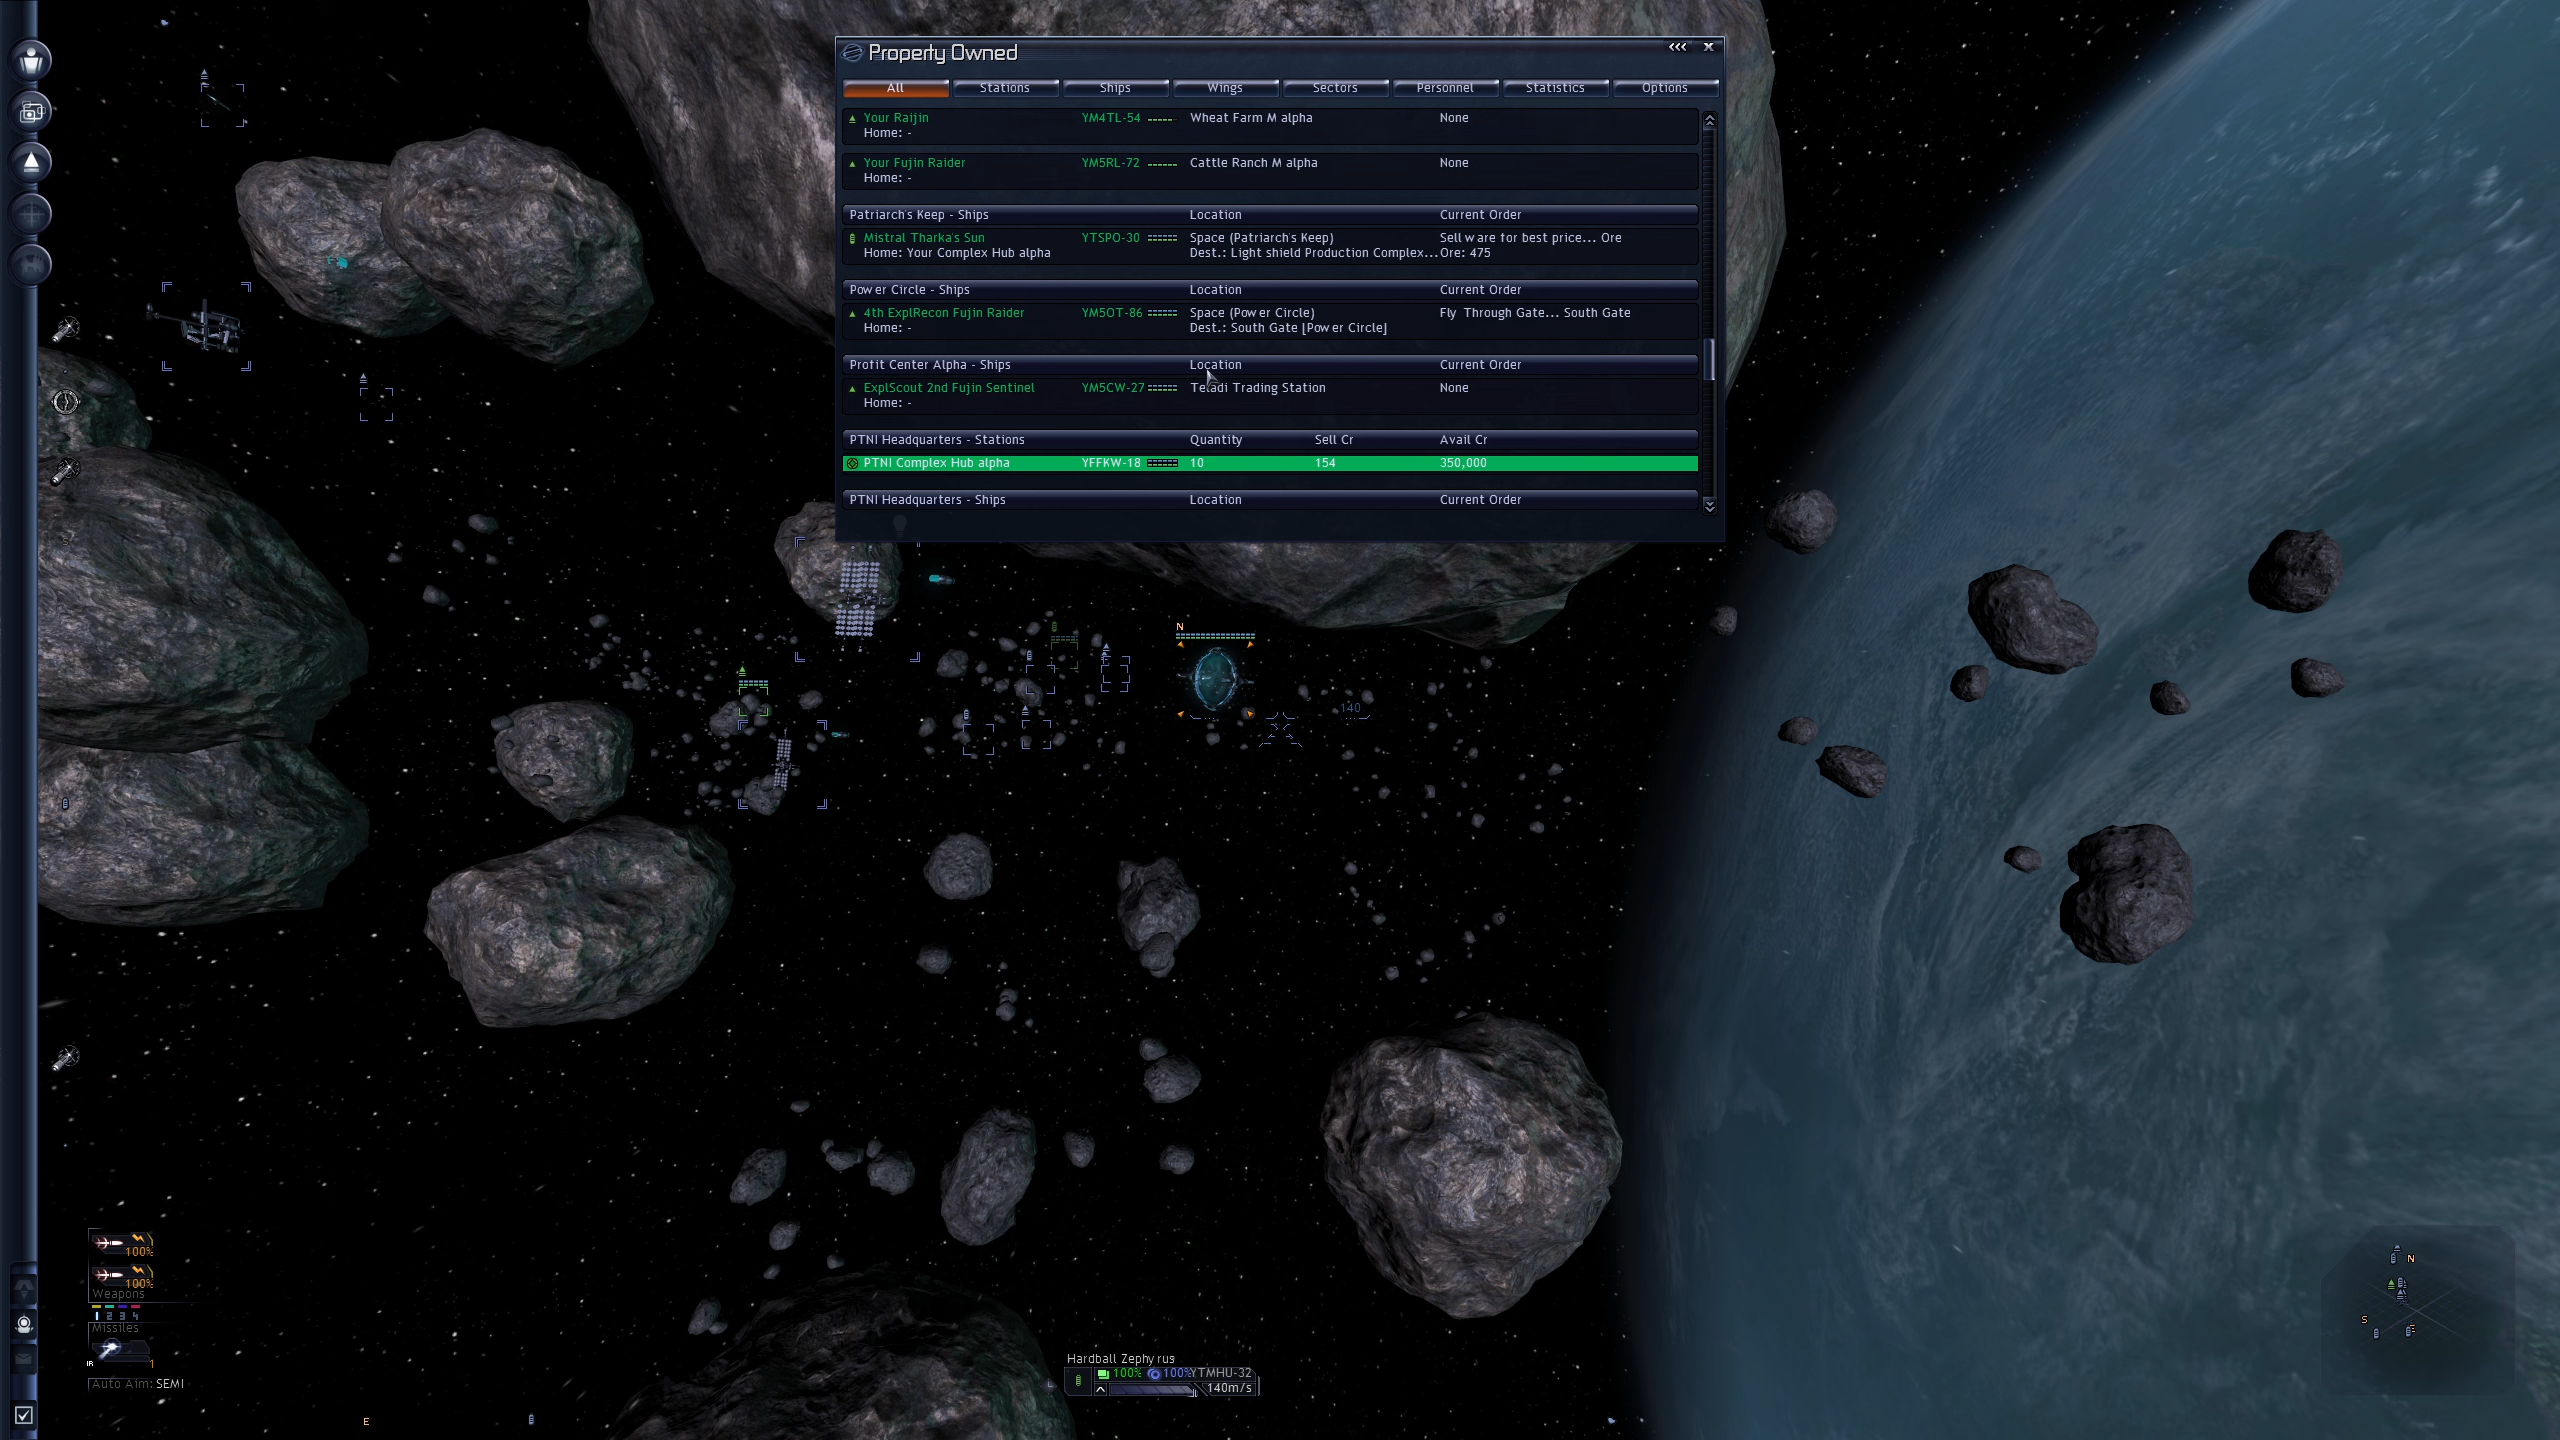 Property Owned
All Stations Ships Wings Sectors Personnel Statistics Options
Your Raijin YM4TL-54 Wheat Farm M alpha None
Home: -
Your Fujin Raider YM5RL-72 Cattle Ranch M alpha None
Home: -
Patriarch's Keep - Ships Location Current Order
Mistral Tharka's Sun YTSPO-30 Space (Patriarch's Keep) Sell ware for best price... Ore
Home: Your Complex Hub alpha Dest.: Light shield Production Complex... Ore: 475
Power Circle - Ships Location Current Order
4th ExplRecon Fujin Raider YM5OT-86 Space (Power Circle) Fly Through Gate... South Gate
Home: - Dest.: South Gate [Power Circle]
Profit Center Alpha - Ships Location Current Order
ExplScout 2nd Fujin Sentinel YM5CW-27 Teladi Trading Station None
Home: -
PTNI Headquarters - Stations Quantity Sell Cr Avail Cr
PTNI Complex Hub alpha YFFKW-18 10 154 350,000
PTNI Headquarters - Ships Location Current Order
S
N
140
100%
100%
Weapons
1 2 3 4
Missiles
IR 1
Auto Aim: SEMI
E
Hardball Zephyrus
100% 100% YTMHU-32
140m/s
N
S
E